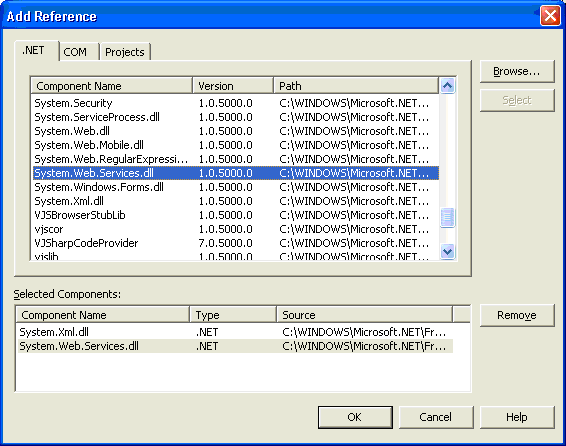 Add Reference
.NET COM Projects
Component Name Version Path
System.Security 1.0.5000.0 C:\WINDOWS\Microsoft.NET...
System.ServiceProcess.dll 1.0.5000.0 C:\WINDOWS\Microsoft.NET...
System.Web.dll 1.0.5000.0 C:\WINDOWS\Microsoft.NET...
System.Web.Mobile.dll 1.0.5000.0 C:\WINDOWS\Microsoft.NET...
System.Web.RegularExpressi... 1.0.5000.0 C:\WINDOWS\Microsoft.NET...
System.Web.Services.dll 1.0.5000.0 C:\WINDOWS\Microsoft.NET...
System.Windows.Forms.dll 1.0.5000.0 C:\WINDOWS\Microsoft.NET...
System.Xml.dll 1.0.5000.0 C:\WINDOWS\Microsoft.NET...
VJSBrowserStubLib 1.0.5000.0 C:\WINDOWS\Microsoft.NET...
vjscor 1.0.5000.0 C:\WINDOWS\Microsoft.NET...
VJSharpCodeProvider 7.0.5000.0 C:\WINDOWS\Microsoft.NET...
vjslib 1.0.5000.0 C:\WINDOWS\Microsoft.NET...
Browse...
Select
Selected Components:
Component Name Type Source
System.Xml.dll .NET C:\WINDOWS\Microsoft.NET\Fr...
System.Web.Services.dll .NET C:\WINDOWS\Microsoft.NET\Fr...
Remove
OK Cancel Help